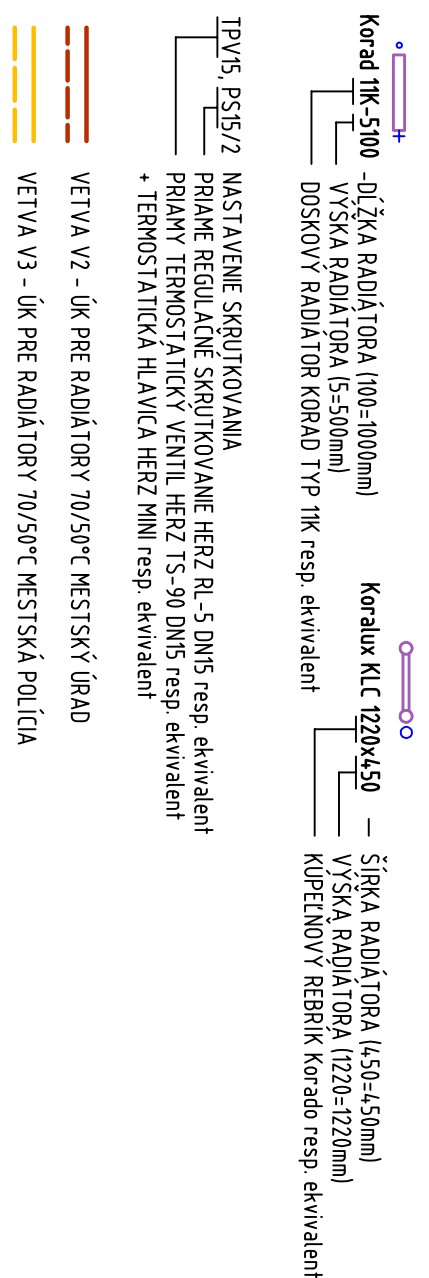 Korad 11K-5100 -DĹŽKA RADIÁTORA (100=1000mm)
VÝŠKA RADIÁTORA (5=500mm)
DOSKOVÝ RADIÁTOR KORAD TYP 11K resp. ekvivalent
Koralux KLC 1220x450 — ŠÍRKA RADIÁTORA (450=450mm)
VÝŠKA RADIÁTORA (1220=1220mm)
KÚPEĽNOVÝ REBRÍK Korado resp. ekvivalent
TPV15, PS15/2 NASTAVENIE SKRUTKOVANIA
PRIAME REGULAČNÉ SKRUTKOVANIE HERZ RL-5 DN15 resp. ekvivalent
PRIAMY TERMOSTATICKÝ VENTIL HERZ TS-90 DN15 resp. ekvivalent
+ TERMOSTATICKÁ HLAVICA HERZ MINI resp. ekvivalent
VETVA V2 - ÚK PRE RADIÁTORY 70/50°C MESTSKÝ ÚRAD
VETVA V3 - ÚK PRE RADIÁTORY 70/50°C MESTSKÁ POLÍCIA